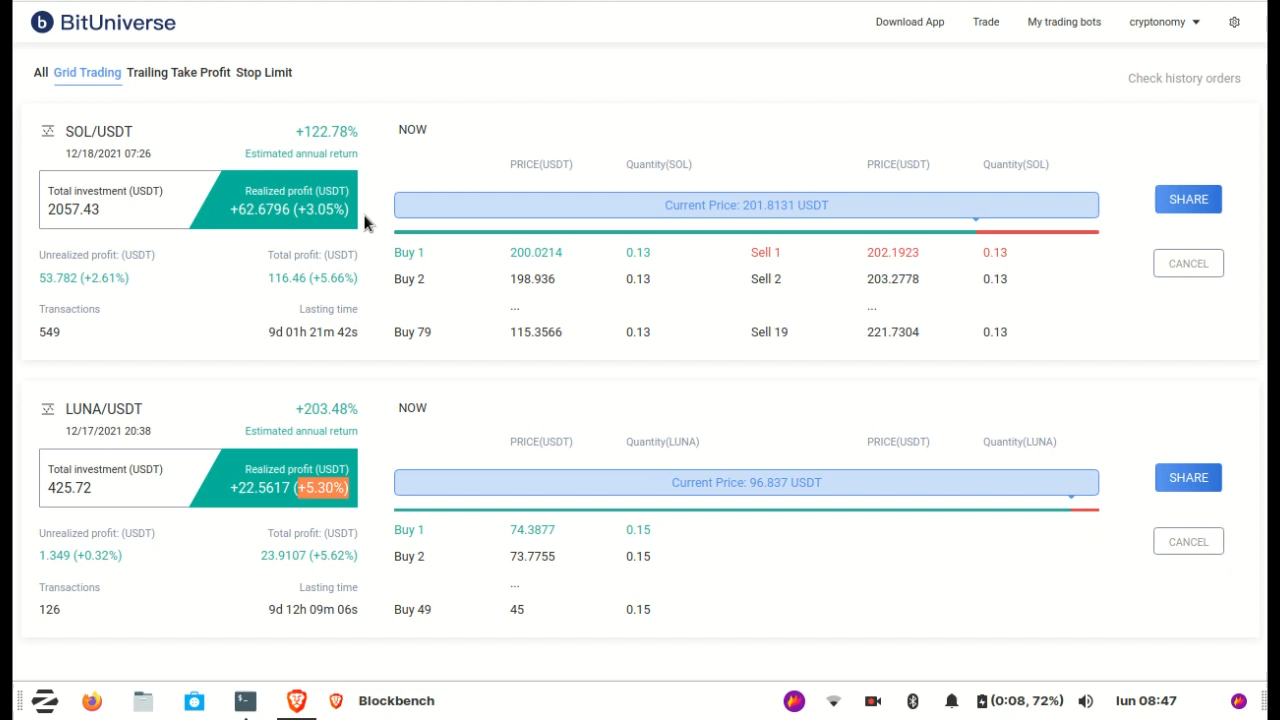 BitUniverse
Download App Trade My trading bots cryptonomy
All Grid Trading Trailing Take Profit Stop Limit
Check history orders
SOL/USDT +122.78%
12/18/2021 07:26 Estimated annual return
Total investment (USDT) Realized profit (USDT)
2057.43 +62.6796 (+3.05%)
Unrealized profit: (USDT) Total profit: (USDT)
53.782 (+2.61%) 116.46 (+5.66%)
Transactions Lasting time
549 9d 01h 21m 42s
NOW
PRICE(USDT) Quantity(SOL) PRICE(USDT) Quantity(SOL)
Current Price: 201.8131 USDT
Buy 1 200.0214 0.13 Sell 1 202.1923 0.13
Buy 2 198.936 0.13 Sell 2 203.2778 0.13
... ...
Buy 79 115.3566 0.13 Sell 19 221.7304 0.13
SHARE
CANCEL
LUNA/USDT +203.48%
12/17/2021 20:38 Estimated annual return
Total investment (USDT) Realized profit (USDT)
425.72 +22.5617 (+5.30%)
Unrealized profit: (USDT) Total profit: (USDT)
1.349 (+0.32%) 23.9107 (+5.62%)
Transactions Lasting time
126 9d 12h 09m 06s
NOW
PRICE(USDT) Quantity(LUNA) PRICE(USDT) Quantity(LUNA)
Current Price: 96.837 USDT
Buy 1 74.3877 0.15
Buy 2 73.7755 0.15
...
Buy 49 45 0.15
SHARE
CANCEL
Blockbench (0:08, 72%) lun 08:47